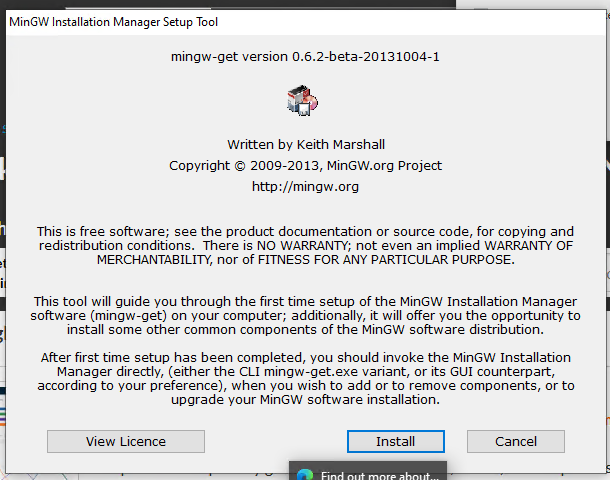 MinGW Installation Manager Setup Tool
mingw-get version 0.6.2-beta-20131004-1
Written by Keith Marshall
Copyright © 2009-2013, MinGW.org Project
http://mingw.org
This is free software; see the product documentation or source code, for copying and
redistribution conditions.  There is NO WARRANTY; not even an implied WARRANTY OF
MERCHANTABILITY, nor of FITNESS FOR ANY PARTICULAR PURPOSE.
This tool will guide you through the first time setup of the MinGW Installation Manager
software (mingw-get) on your computer; additionally, it will offer you the opportunity to
install some other common components of the MinGW software distribution.
After first time setup has been completed, you should invoke the MinGW Installation
Manager directly, (either the CLI mingw-get.exe variant, or its GUI counterpart,
according to your preference), when you wish to add or to remove components, or to
upgrade your MinGW software installation.
View Licence
Install
Cancel
Find out more about...